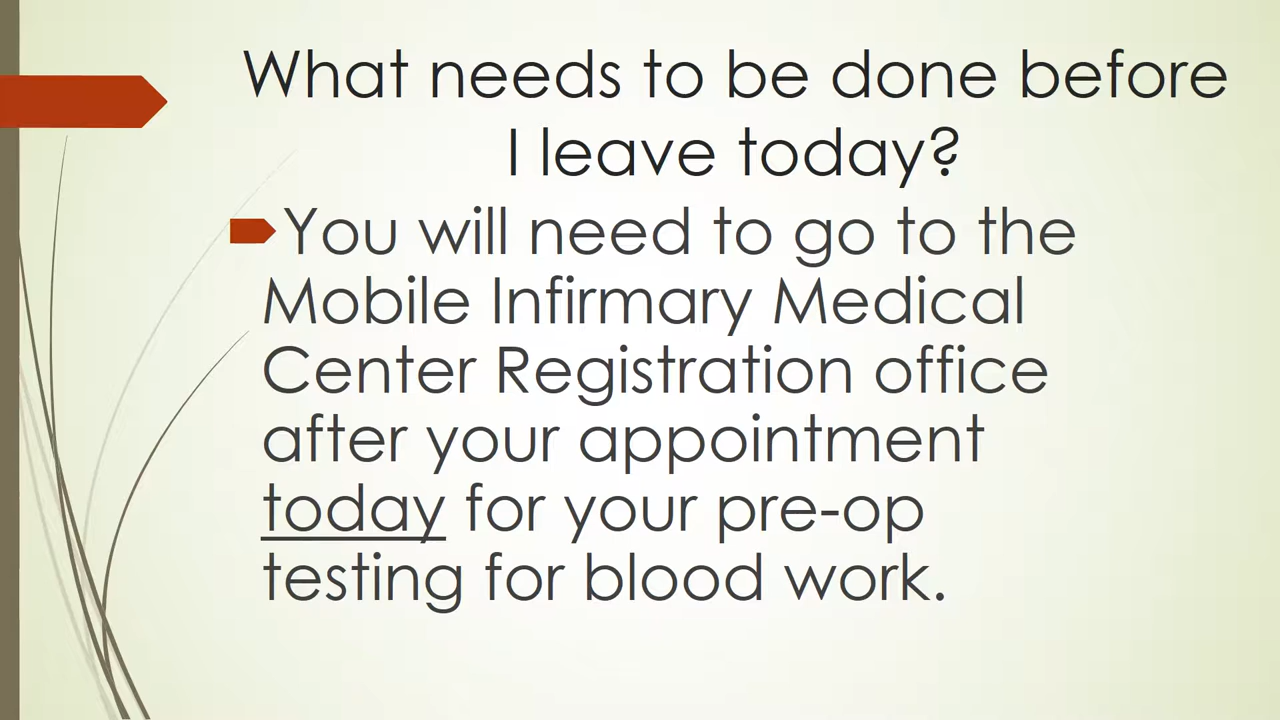 What needs to be done before
I leave today?
You will need to go to the
Mobile Infirmary Medical
Center Registration office
after your appointment
today for your pre-op
testing for blood work.